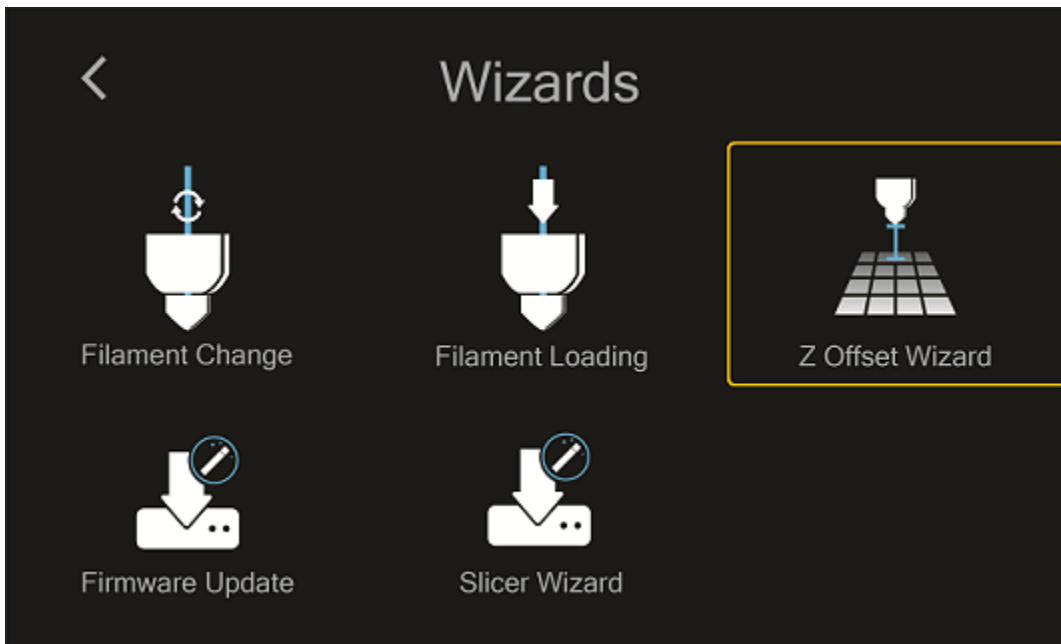 Wizards
Filament Change
Filament Loading
Z Offset Wizard
Firmware Update
Slicer Wizard